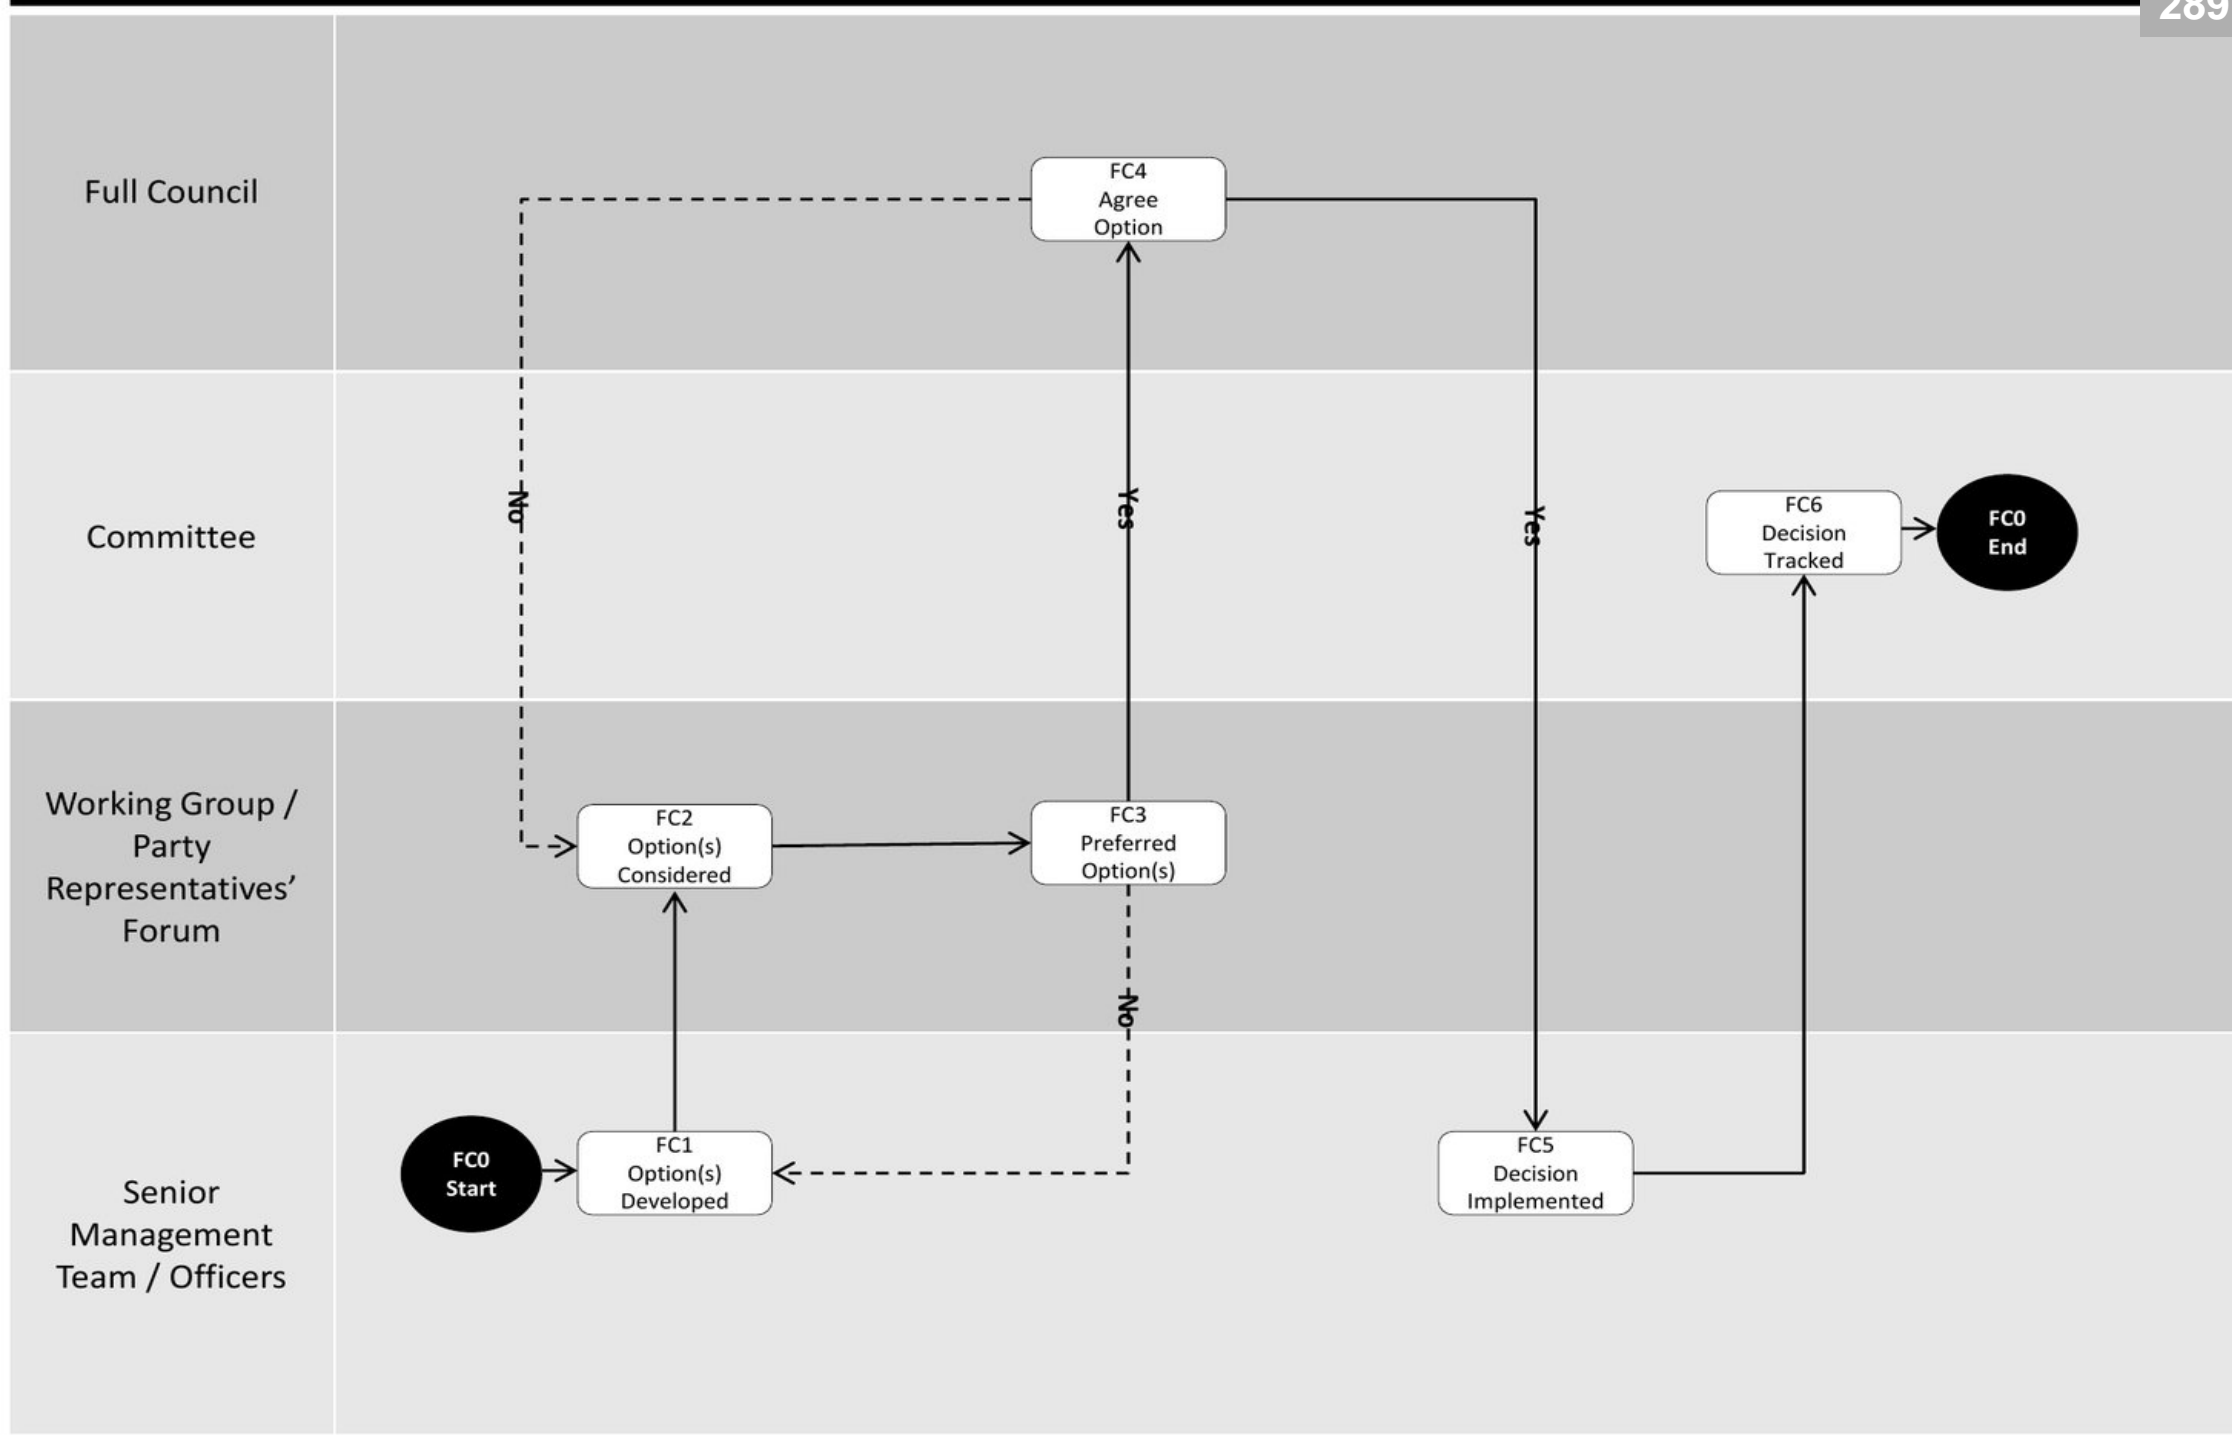 289
Full Council
FC4
Agree
Option
No
Yes
Yes
Committee
FC6
Decision
Tracked
FC0
End
Working Group /
Party
Representatives’
Forum
FC2
Option(s)
Considered
FC3
Preferred
Option(s)
No
Senior
Management
Team / Officers
FC0
Start
FC1
Option(s)
Developed
FC5
Decision
Implemented